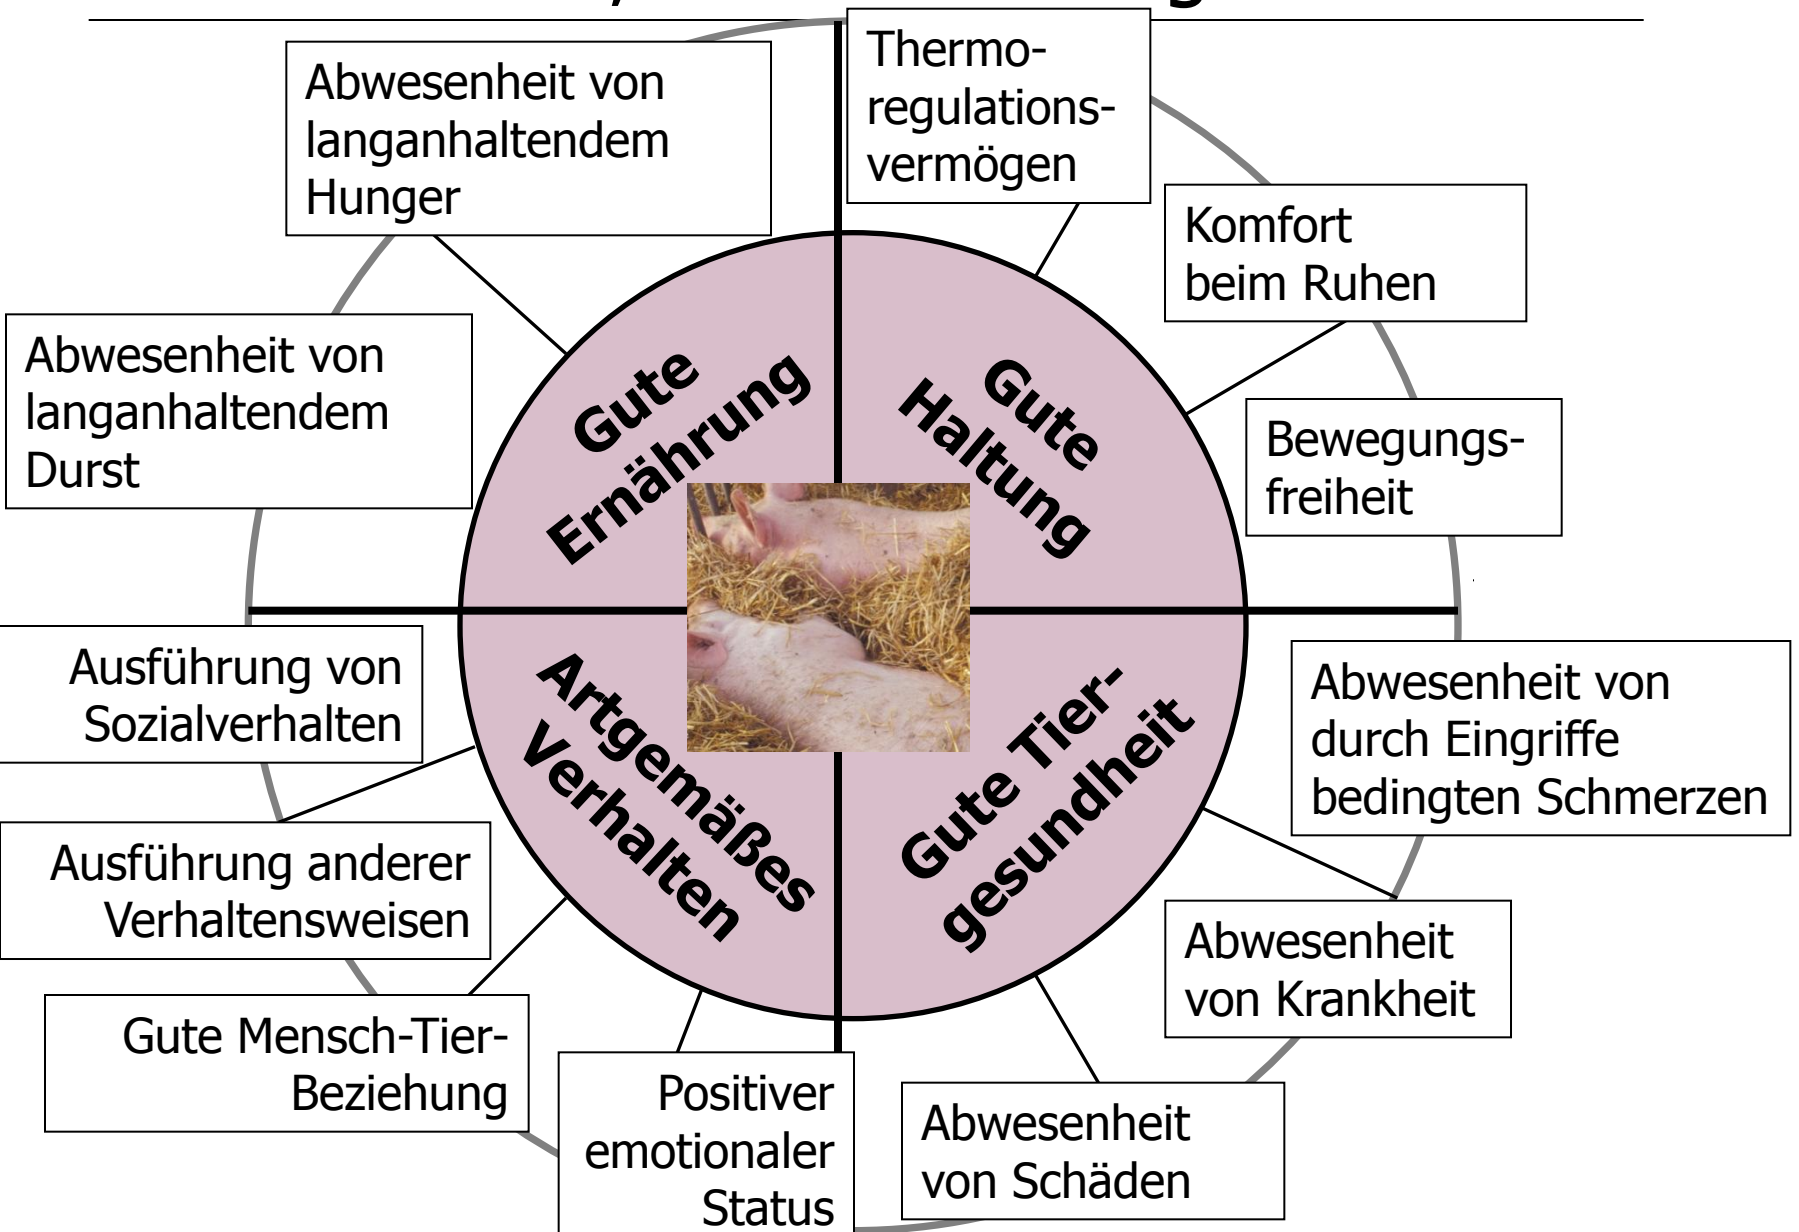 Abwesenheit von
langanhaltendem
Hunger
Thermo-
regulations-
vermögen
Komfort
beim Ruhen
Abwesenheit von
langanhaltendem
Durst
Bewegungs-
freiheit
Gute
Ernährung
Gute
Haltung
Ausführung von
Sozialverhalten
Artgemäßes
Verhalten
Gute Tier-
gesundheit
Abwesenheit von
durch Eingriffe
bedingten Schmerzen
Ausführung anderer
Verhaltensweisen
Abwesenheit
von Krankheit
Gute Mensch-Tier-
Beziehung
Positiver
emotionaler
Status
Abwesenheit
von Schäden